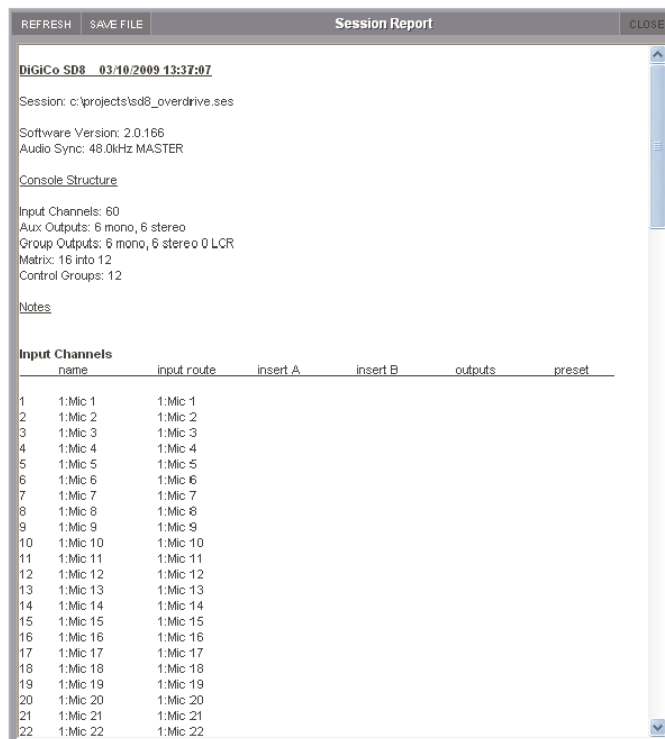 REFRESH SAVE FILE Session Report CLOSE
DiGiCo SD8 03/10/2009 13:37:07
Session: c:\projects\sd8_overdrive.ses
Software Version: 2.0.166
Audio Sync: 48.0kHz MASTER
Console Structure
Input Channels: 60
Aux Outputs: 6 mono, 6 stereo
Group Outputs: 6 mono, 6 stereo 0 LCR
Matrix: 16 into 12
Control Groups: 12
Notes
Input Channels
name input route insert A insert B outputs preset
1 1:Mic 1 1:Mic 1
2 1:Mic 2 1:Mic 2
3 1:Mic 3 1:Mic 3
4 1:Mic 4 1:Mic 4
5 1:Mic 5 1:Mic 5
6 1:Mic 6 1:Mic 6
7 1:Mic 7 1:Mic 7
8 1:Mic 8 1:Mic 8
9 1:Mic 9 1:Mic 9
10 1:Mic 10 1:Mic 10
11 1:Mic 11 1:Mic 11
12 1:Mic 12 1:Mic 12
13 1:Mic 13 1:Mic 13
14 1:Mic 14 1:Mic 14
15 1:Mic 15 1:Mic 15
16 1:Mic 16 1:Mic 16
17 1:Mic 17 1:Mic 17
18 1:Mic 18 1:Mic 18
19 1:Mic 19 1:Mic 19
20 1:Mic 20 1:Mic 20
21 1:Mic 21 1:Mic 21
22 1:Mic 22 1:Mic 22